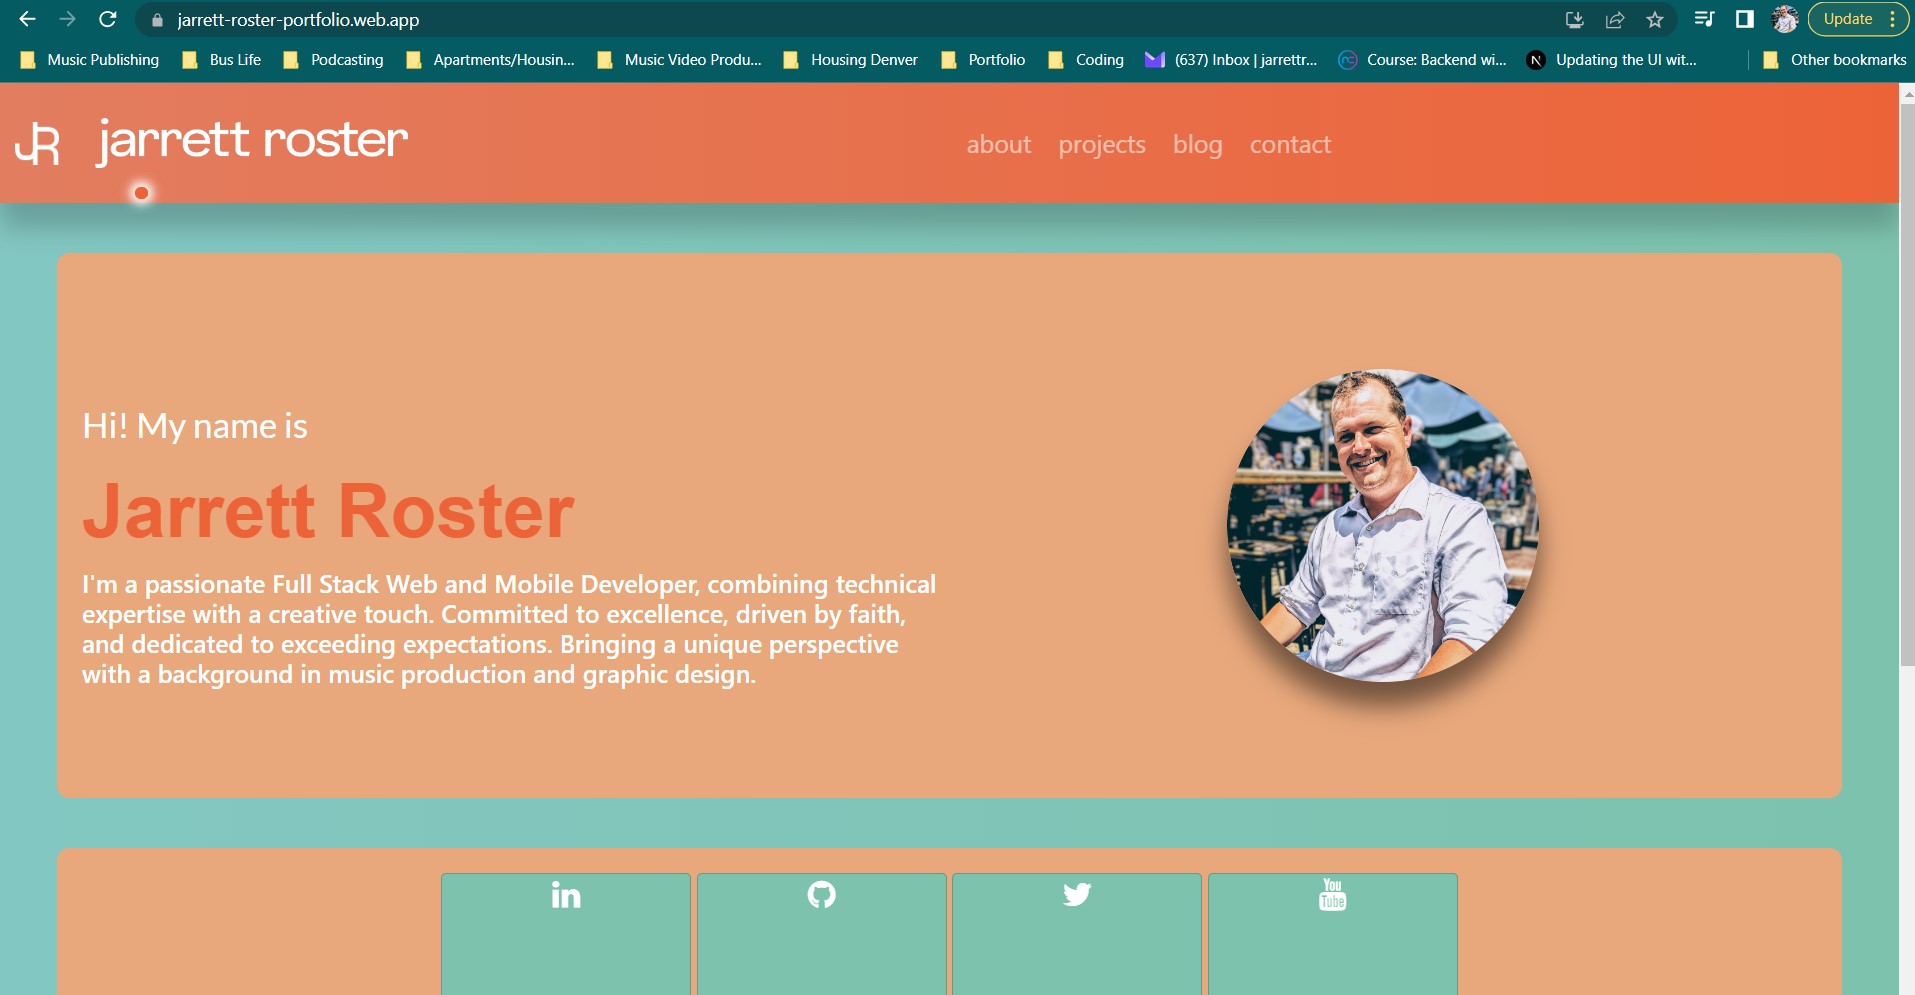 jarrett-roster-portfolio.web.app
Update
Music Publishing
Bus Life
Podcasting
Apartments/Housin...
Music Video Produ...
Housing Denver
Portfolio
Coding
(637) Inbox | jarrettr...
Course: Backend wi...
N
Updating the UI wit...
Other bookmarks
JR
jarrett roster
about
projects
blog
contact
Hi! My name is
Jarrett Roster
I'm a passionate Full Stack Web and Mobile Developer, combining technical
expertise with a creative touch. Committed to excellence, driven by faith,
and dedicated to exceeding expectations. Bringing a unique perspective
with a background in music production and graphic design.
in
You
Tube